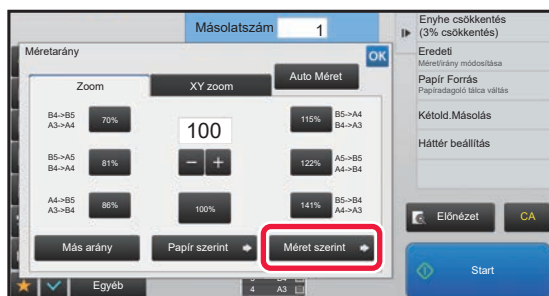 Másolatszám 1
Enyhe csökkentés
(3% csökkentés)
Eredeti
Méret/irány módosítása
Papír Forrás
Papíradagoló tálca váltás
Kétold.Másolás
Háttér beállítás
Méretarány
OK
Zoom
XY zoom
Auto Méret
B4->B5
A3->A4
70%
100
115%
B5->A4
B4->A3
B5->A5
B4->A4
81%
122%
A5->B5
A4->B4
A4->B5
A3->B4
86%
100%
141%
B5->B4
A4->A3
Más arány
Papír szerint
Méret szerint
Előnézet
CA
Start
Egyéb
4 A3